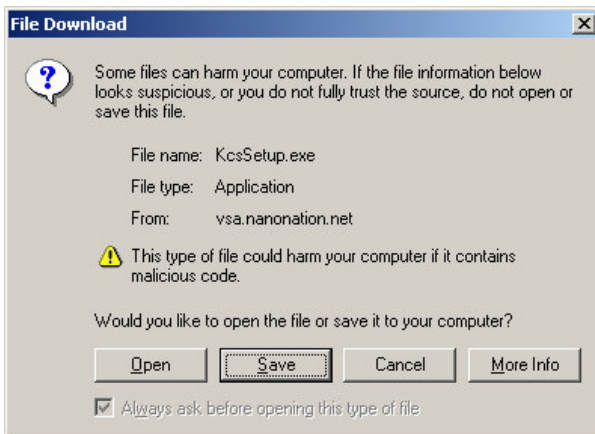 File Download
Some files can harm your computer. If the file information below
looks suspicious, or you do not fully trust the source, do not open or
save this file.
File name: KcsSetup.exe
File type: Application
From: vsa.nanonation.net
This type of file could harm your computer if it contains
malicious code.
Would you like to open the file or save it to your computer?
Open Save Cancel More Info
Always ask before opening this type of file